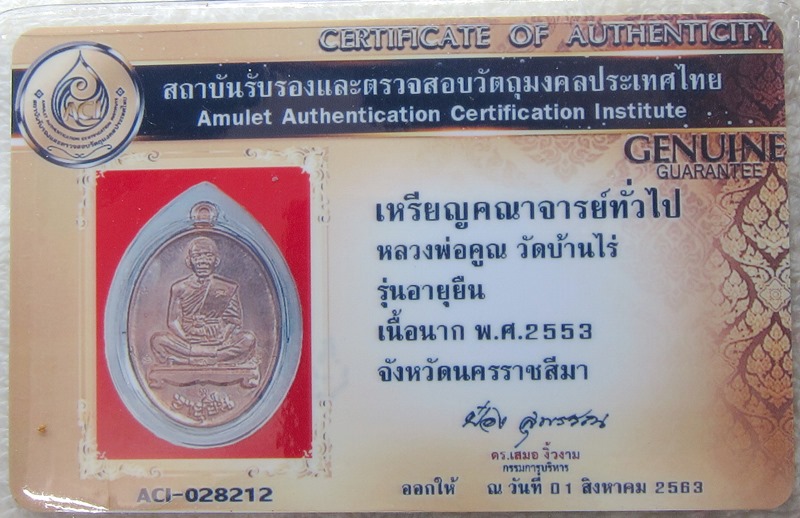 CERTIFICATE OF AUTHENTICITY
สถาบันรับรองและตรวจสอบวัตถุมงคลประเทศไทย
Amulet Authentication Certification Institute
ACI
GENUINE
GUARANTEE
เหรียญคณาจารย์ทั่วไป
หลวงพ่อคูณ วัดบ้านไร่
รุ่นอายุยืน
เนื้อนาก พ.ศ.2553
จังหวัดนครราชสีมา
อายุยืน
ดร.เสมอ งิ้วงาม
กรรมการบริหาร
ACI-028212
ออกให้ ณ วันที่ 01 สิงหาคม 2563